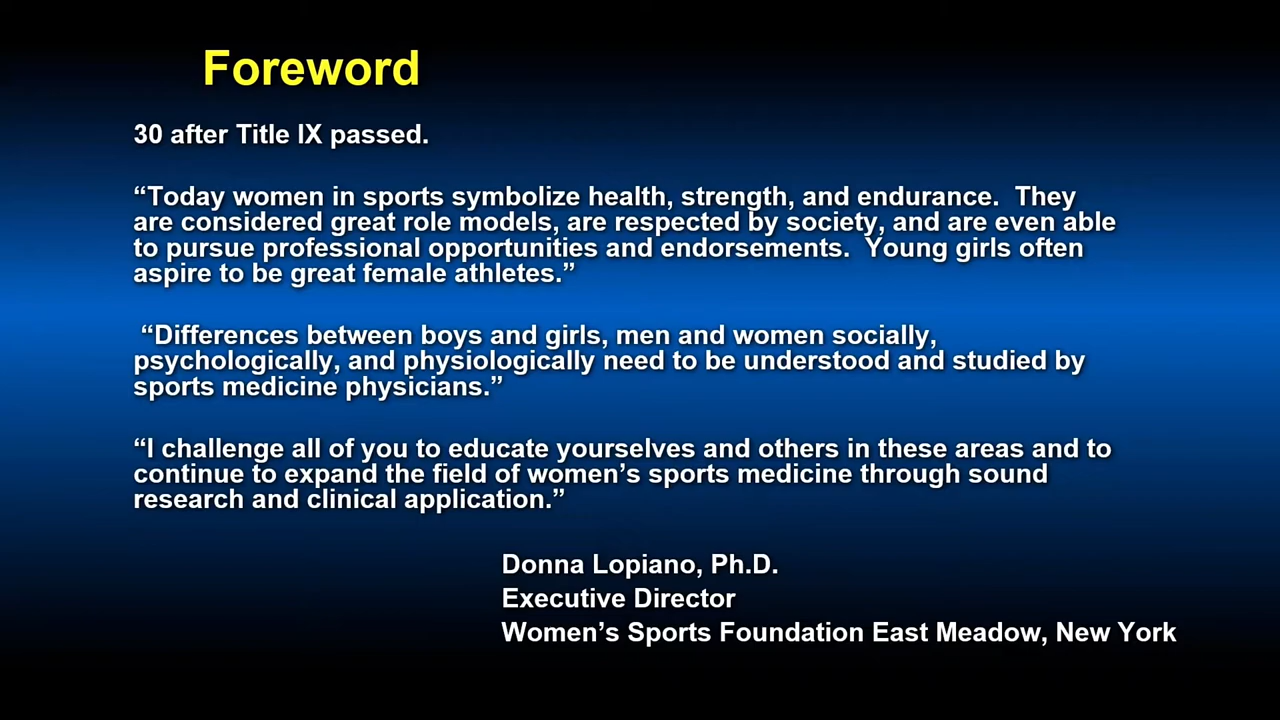 Foreword
30 after Title IX passed.
“Today women in sports symbolize health, strength, and endurance.  They
are considered great role models, are respected by society, and are even able
to pursue professional opportunities and endorsements.  Young girls often
aspire to be great female athletes.”
“Differences between boys and girls, men and women socially,
psychologically, and physiologically need to be understood and studied by
sports medicine physicians.”
“I challenge all of you to educate yourselves and others in these areas and to
continue to expand the field of women’s sports medicine through sound
research and clinical application.”
Donna Lopiano, Ph.D.
Executive Director
Women’s Sports Foundation East Meadow, New York